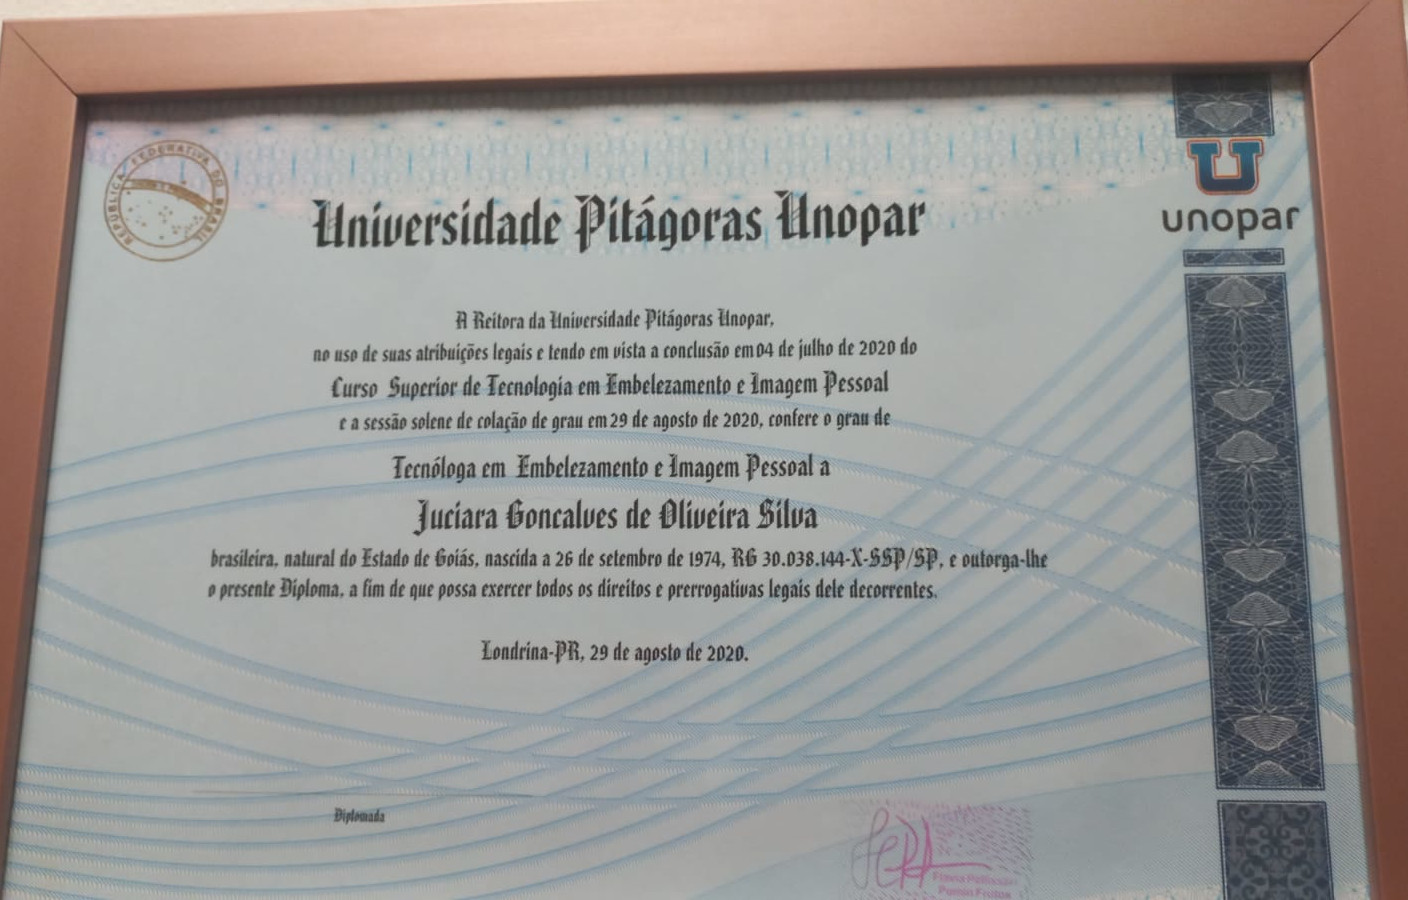 REPÚBLICA FEDERATIVA DO BRASIL
unopar
Universidade Pitágoras Unopar
A Reitora da Universidade Pitágoras Unopar,
no uso de suas atribuições legais e tendo em vista a conclusão em 04 de julho de 2020 do
Curso Superior de Tecnologia em Embelezamento e Imagem Pessoal
e a sessão solene de colação de grau em 29 de agosto de 2020, confere o grau de
Tecnóloga em Embelezamento e Imagem Pessoal a
Juciara Goncalves de Oliveira Silva
brasileira, natural do Estado de Goiás, nascida a 26 de setembro de 1974, RG 30.038.144-X-SSP/SP, e outorga-lhe
o presente Diploma, a fim de que possa exercer todos os direitos e prerrogativas legais dele decorrentes.
Londrina-PR, 29 de agosto de 2020.
Diplomada